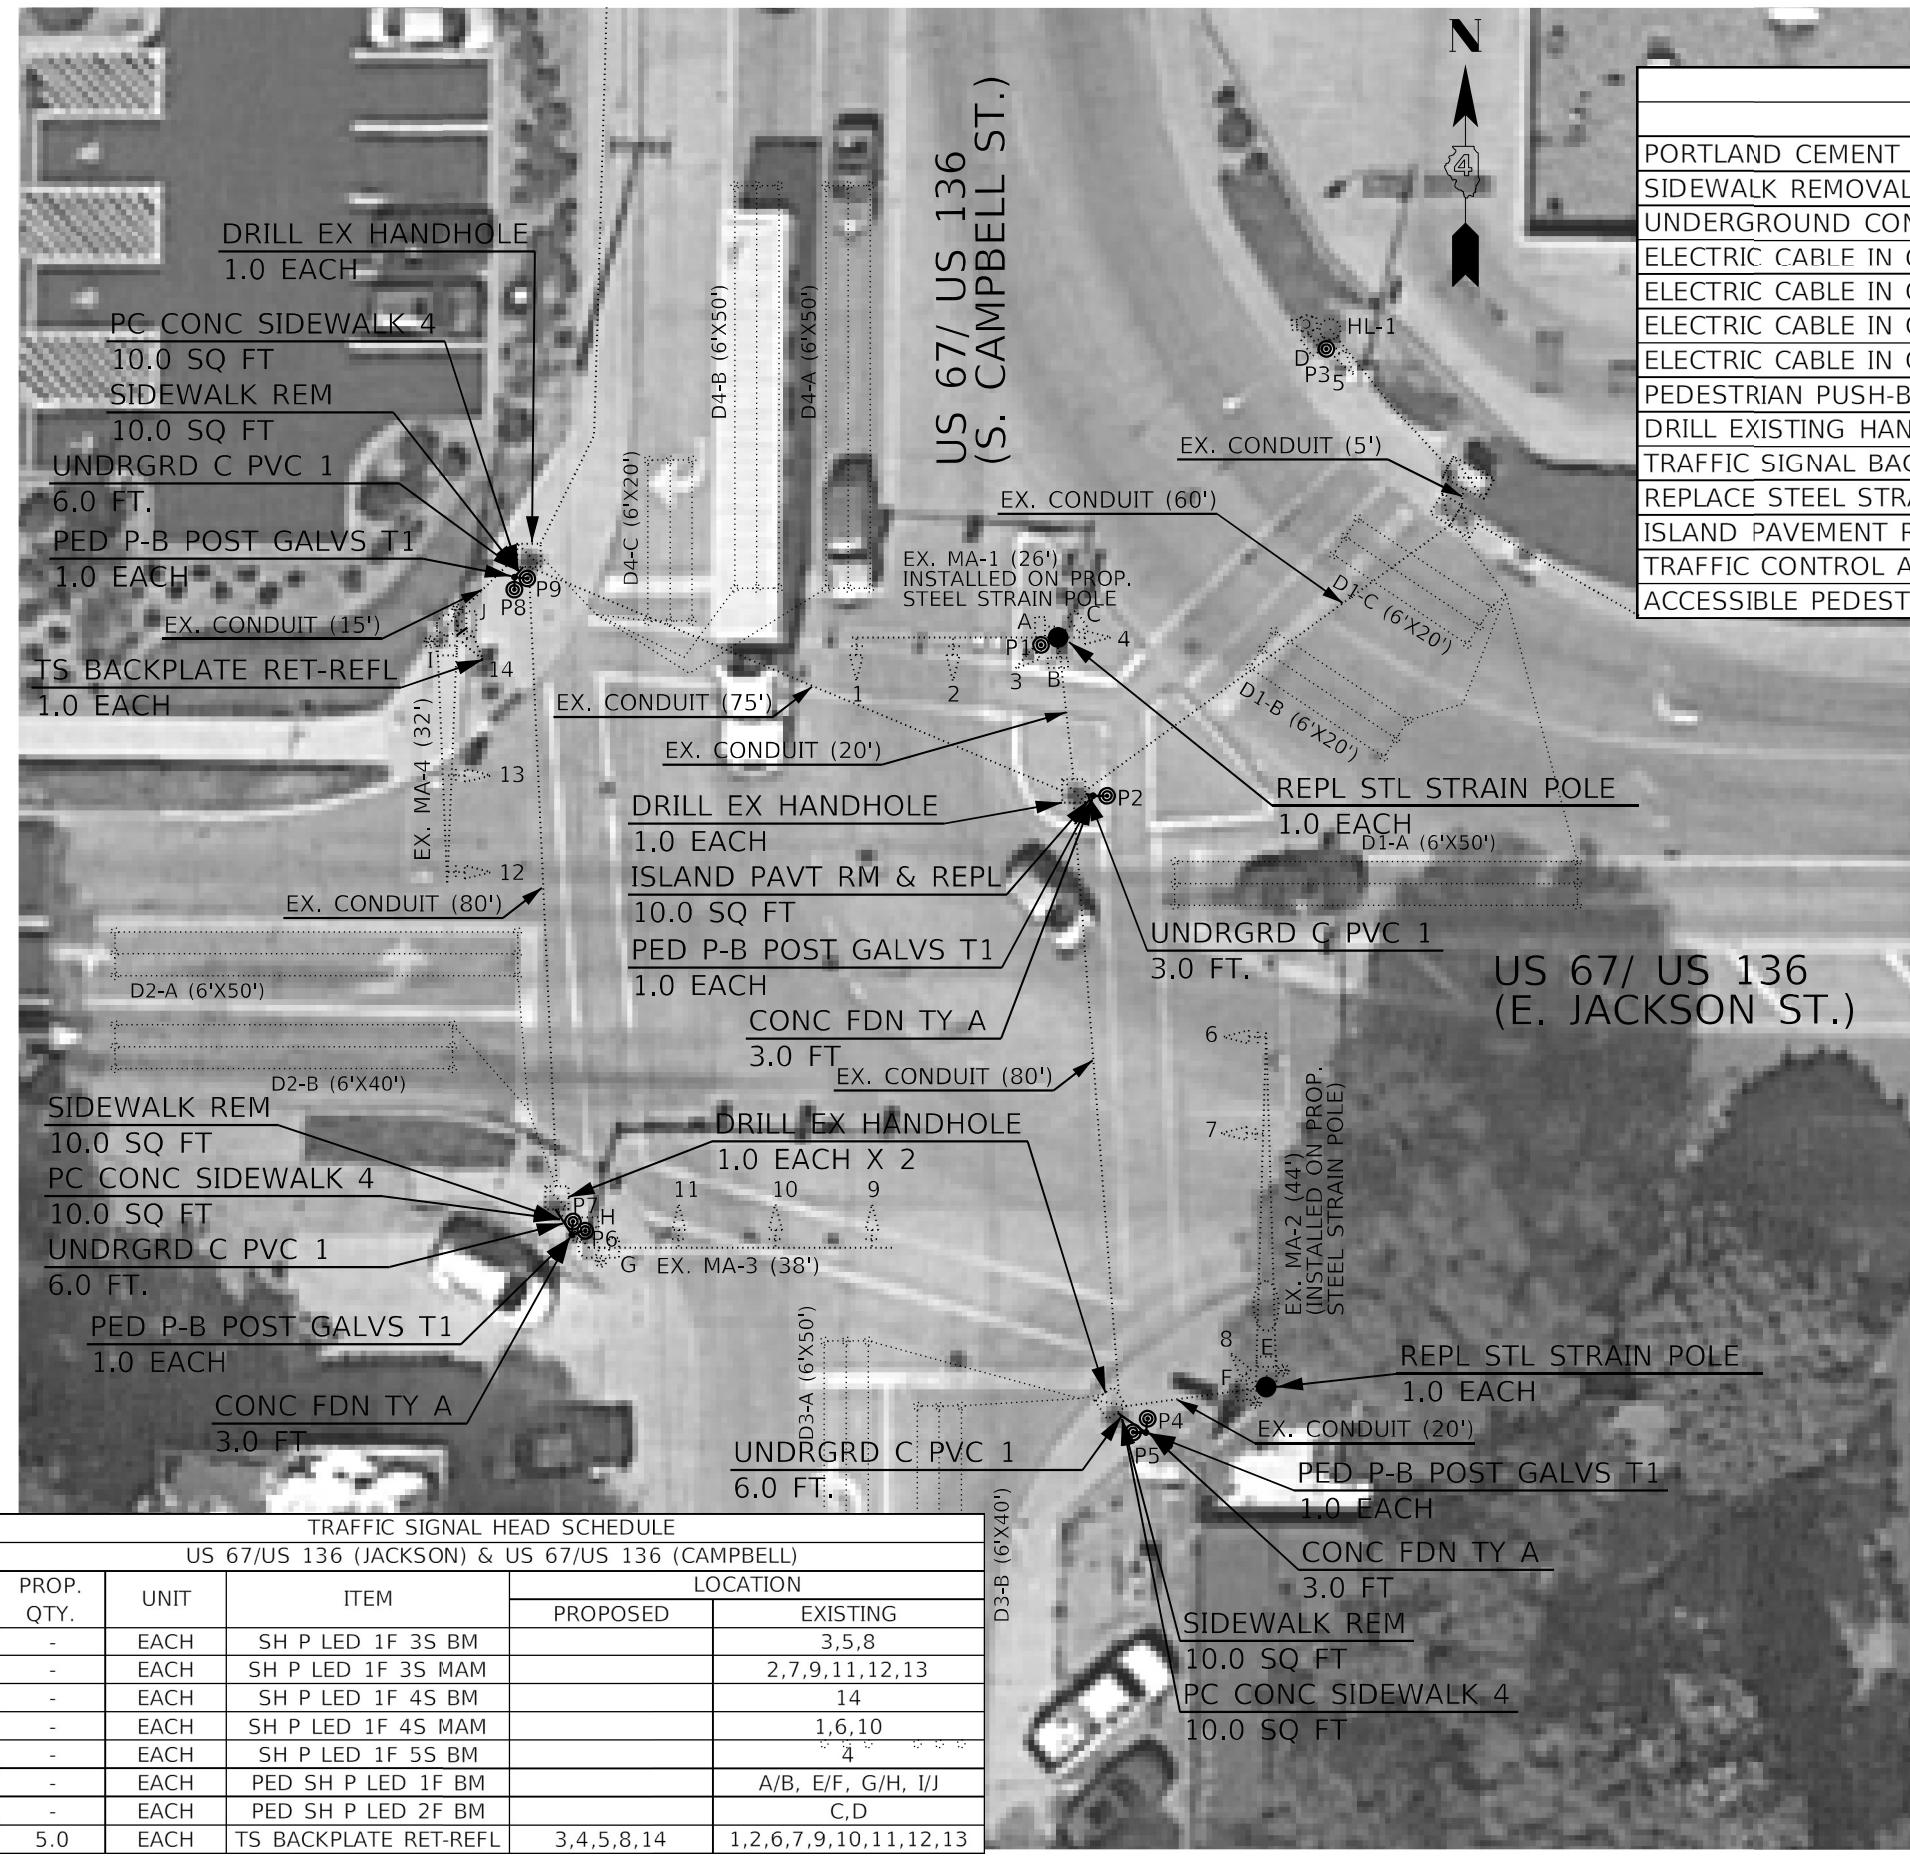 N
4
US 67/ US 136
(S. CAMPBELL ST.)
PORTLAND CEMENT
SIDEWALK REMOVAL
UNDERGROUND CON
ELECTRIC CABLE IN
ELECTRIC CABLE IN
ELECTRIC CABLE IN
ELECTRIC CABLE IN
PEDESTRIAN PUSH-B
DRILL EXISTING HAN
TRAFFIC SIGNAL BAC
REPLACE STEEL STRA
ISLAND PAVEMENT R
TRAFFIC CONTROL A
ACCESSIBLE PEDEST
DRILL EX HANDHOLE
1.0 EACH
PC CONC SIDEWALK 4
10.0 SQ FT
SIDEWALK REM
10.0 SQ FT
UNDRGRD C PVC 1
6.0 FT.
PED P-B POST GALVS T1
1.0 EACH
EX. CONDUIT (15')
TS BACKPLATE RET-REFL
1.0 EACH
P9
P8
J
I
14
13
12
EX. MA-4 (32')
D4-B (6'X50')
D4-A (6'X50')
D4-C (6'X20')
HL-1
D
P3
5
EX. CONDUIT (5')
EX. CONDUIT (60')
EX. MA-1 (26')
INSTALLED ON PROP.
STEEL STRAIN POLE
A
C
4
P1
3
B
1
2
D1-C (6'X20')
D1-B (6'X20')
EX. CONDUIT (75')
EX. CONDUIT (20')
DRILL EX HANDHOLE
1.0 EACH
P2
REPL STL STRAIN POLE
1.0 EACH
D1-A (6'X50')
ISLAND PAVT RM & REPL
10.0 SQ FT
PED P-B POST GALVS T1
1.0 EACH
UNDRGRD C PVC 1
3.0 FT.
CONC FDN TY A
3.0 FT
EX. CONDUIT (80')
US 67/ US 136
(E. JACKSON ST.)
EX. CONDUIT (80')
D2-A (6'X50')
D2-B (6'X40')
SIDEWALK REM
10.0 SQ FT
PC CONC SIDEWALK 4
10.0 SQ FT
UNDRGRD C PVC 1
6.0 FT.
PED P-B POST GALVS T1
1.0 EACH
CONC FDN TY A
3.0 FT
DRILL EX HANDHOLE
1.0 EACH X 2
P7
H
P6
G
11
10
9
EX. MA-3 (38')
6
7
EX. MA-2 (44')
(INSTALLED ON PROP.
STEEL STRAIN POLE)
8
E
F
REPL STL STRAIN POLE
1.0 EACH
EX. CONDUIT (20')
P4
P5
PED P-B POST GALVS T1
1.0 EACH
CONC FDN TY A
3.0 FT
SIDEWALK REM
10.0 SQ FT
PC CONC SIDEWALK 4
10.0 SQ FT
D3-A (6'X50')
UNDRGRD C PVC 1
6.0 FT.
D3-B (6'X40')
TRAFFIC SIGNAL HEAD SCHEDULE
US 67/US 136 (JACKSON) & US 67/US 136 (CAMPBELL)
PROP. QTY. UNIT ITEM LOCATION
PROPOSED EXISTING
- EACH SH P LED 1F 3S BM 3,5,8
- EACH SH P LED 1F 3S MAM 2,7,9,11,12,13
- EACH SH P LED 1F 4S BM 14
- EACH SH P LED 1F 4S MAM 1,6,10
- EACH SH P LED 1F 5S BM 4
- EACH PED SH P LED 1F BM A/B, E/F, G/H, I/J
- EACH PED SH P LED 2F BM C,D
5.0 EACH TS BACKPLATE RET-REFL 3,4,5,8,14 1,2,6,7,9,10,11,12,13